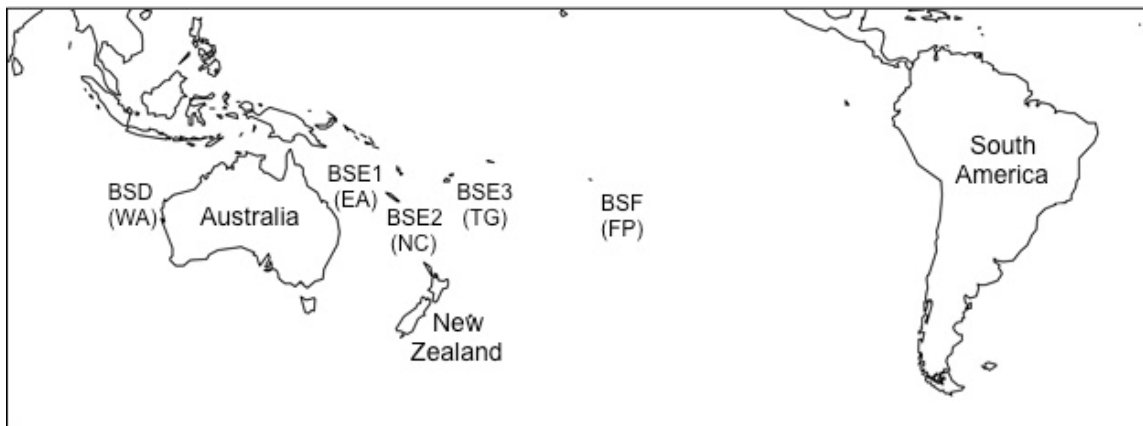 BSD
(WA)
Australia
BSE1
(EA)
BSE2
(NC)
BSE3
(TG)
BSF
(FP)
New
Zealand
South
America